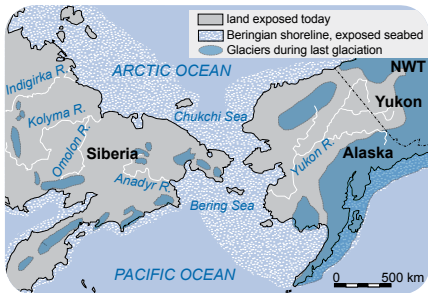 land exposed today
Beringian shoreline, exposed seabed
Glaciers during last glaciation
ARCTIC OCEAN
NWT
Indigirka R.
Yukon
Chukchi Sea
Kolyma R.
Omolon R.
Siberia
Yukon R.
Alaska
Anadyr R.
Bering Sea
PACIFIC OCEAN
0 500 km